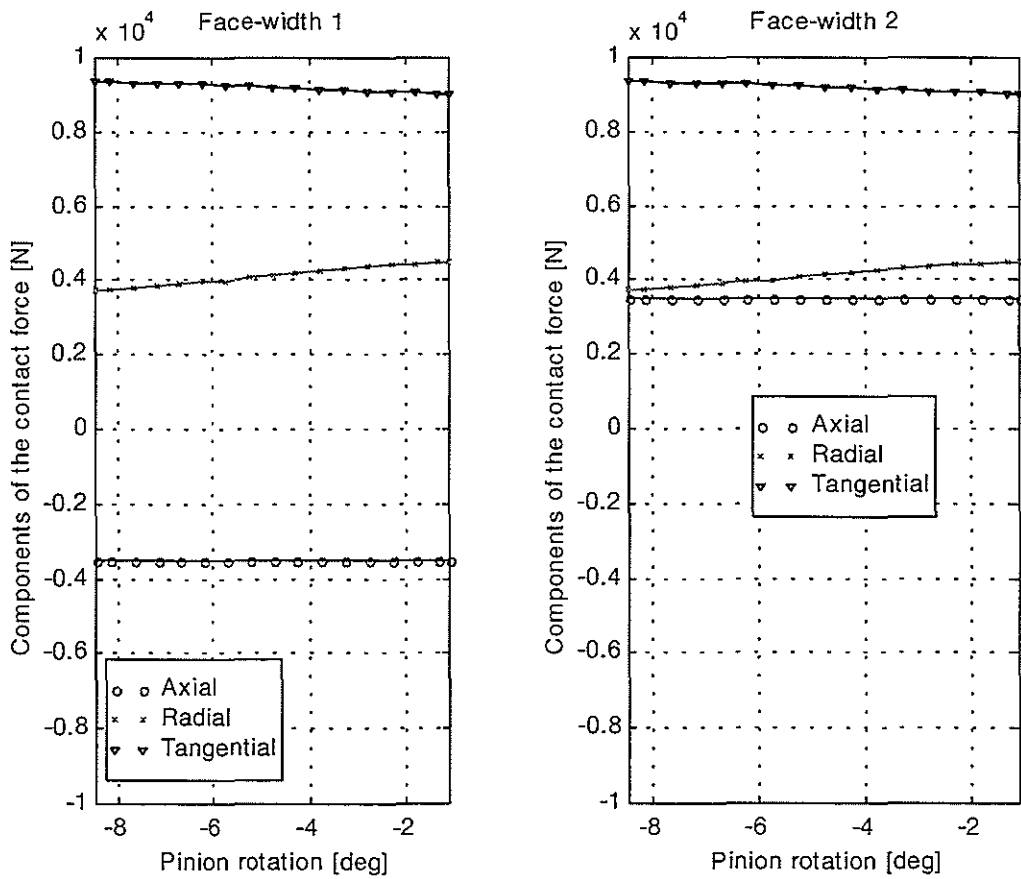 x 10^4 Face-width 1
Components of the contact force [N]
1
0.8
0.6
0.4
0.2
0
-0.2
-0.4
-0.6
-0.8
-1
Axial
Radial
Tangential
-8 -6 -4 -2
Pinion rotation [deg]
x 10^4 Face-width 2
Components of the contact force [N]
1
0.8
0.6
0.4
0.2
0
-0.2
-0.4
-0.6
-0.8
-1
Axial
Radial
Tangential
-8 -6 -4 -2
Pinion rotation [deg]